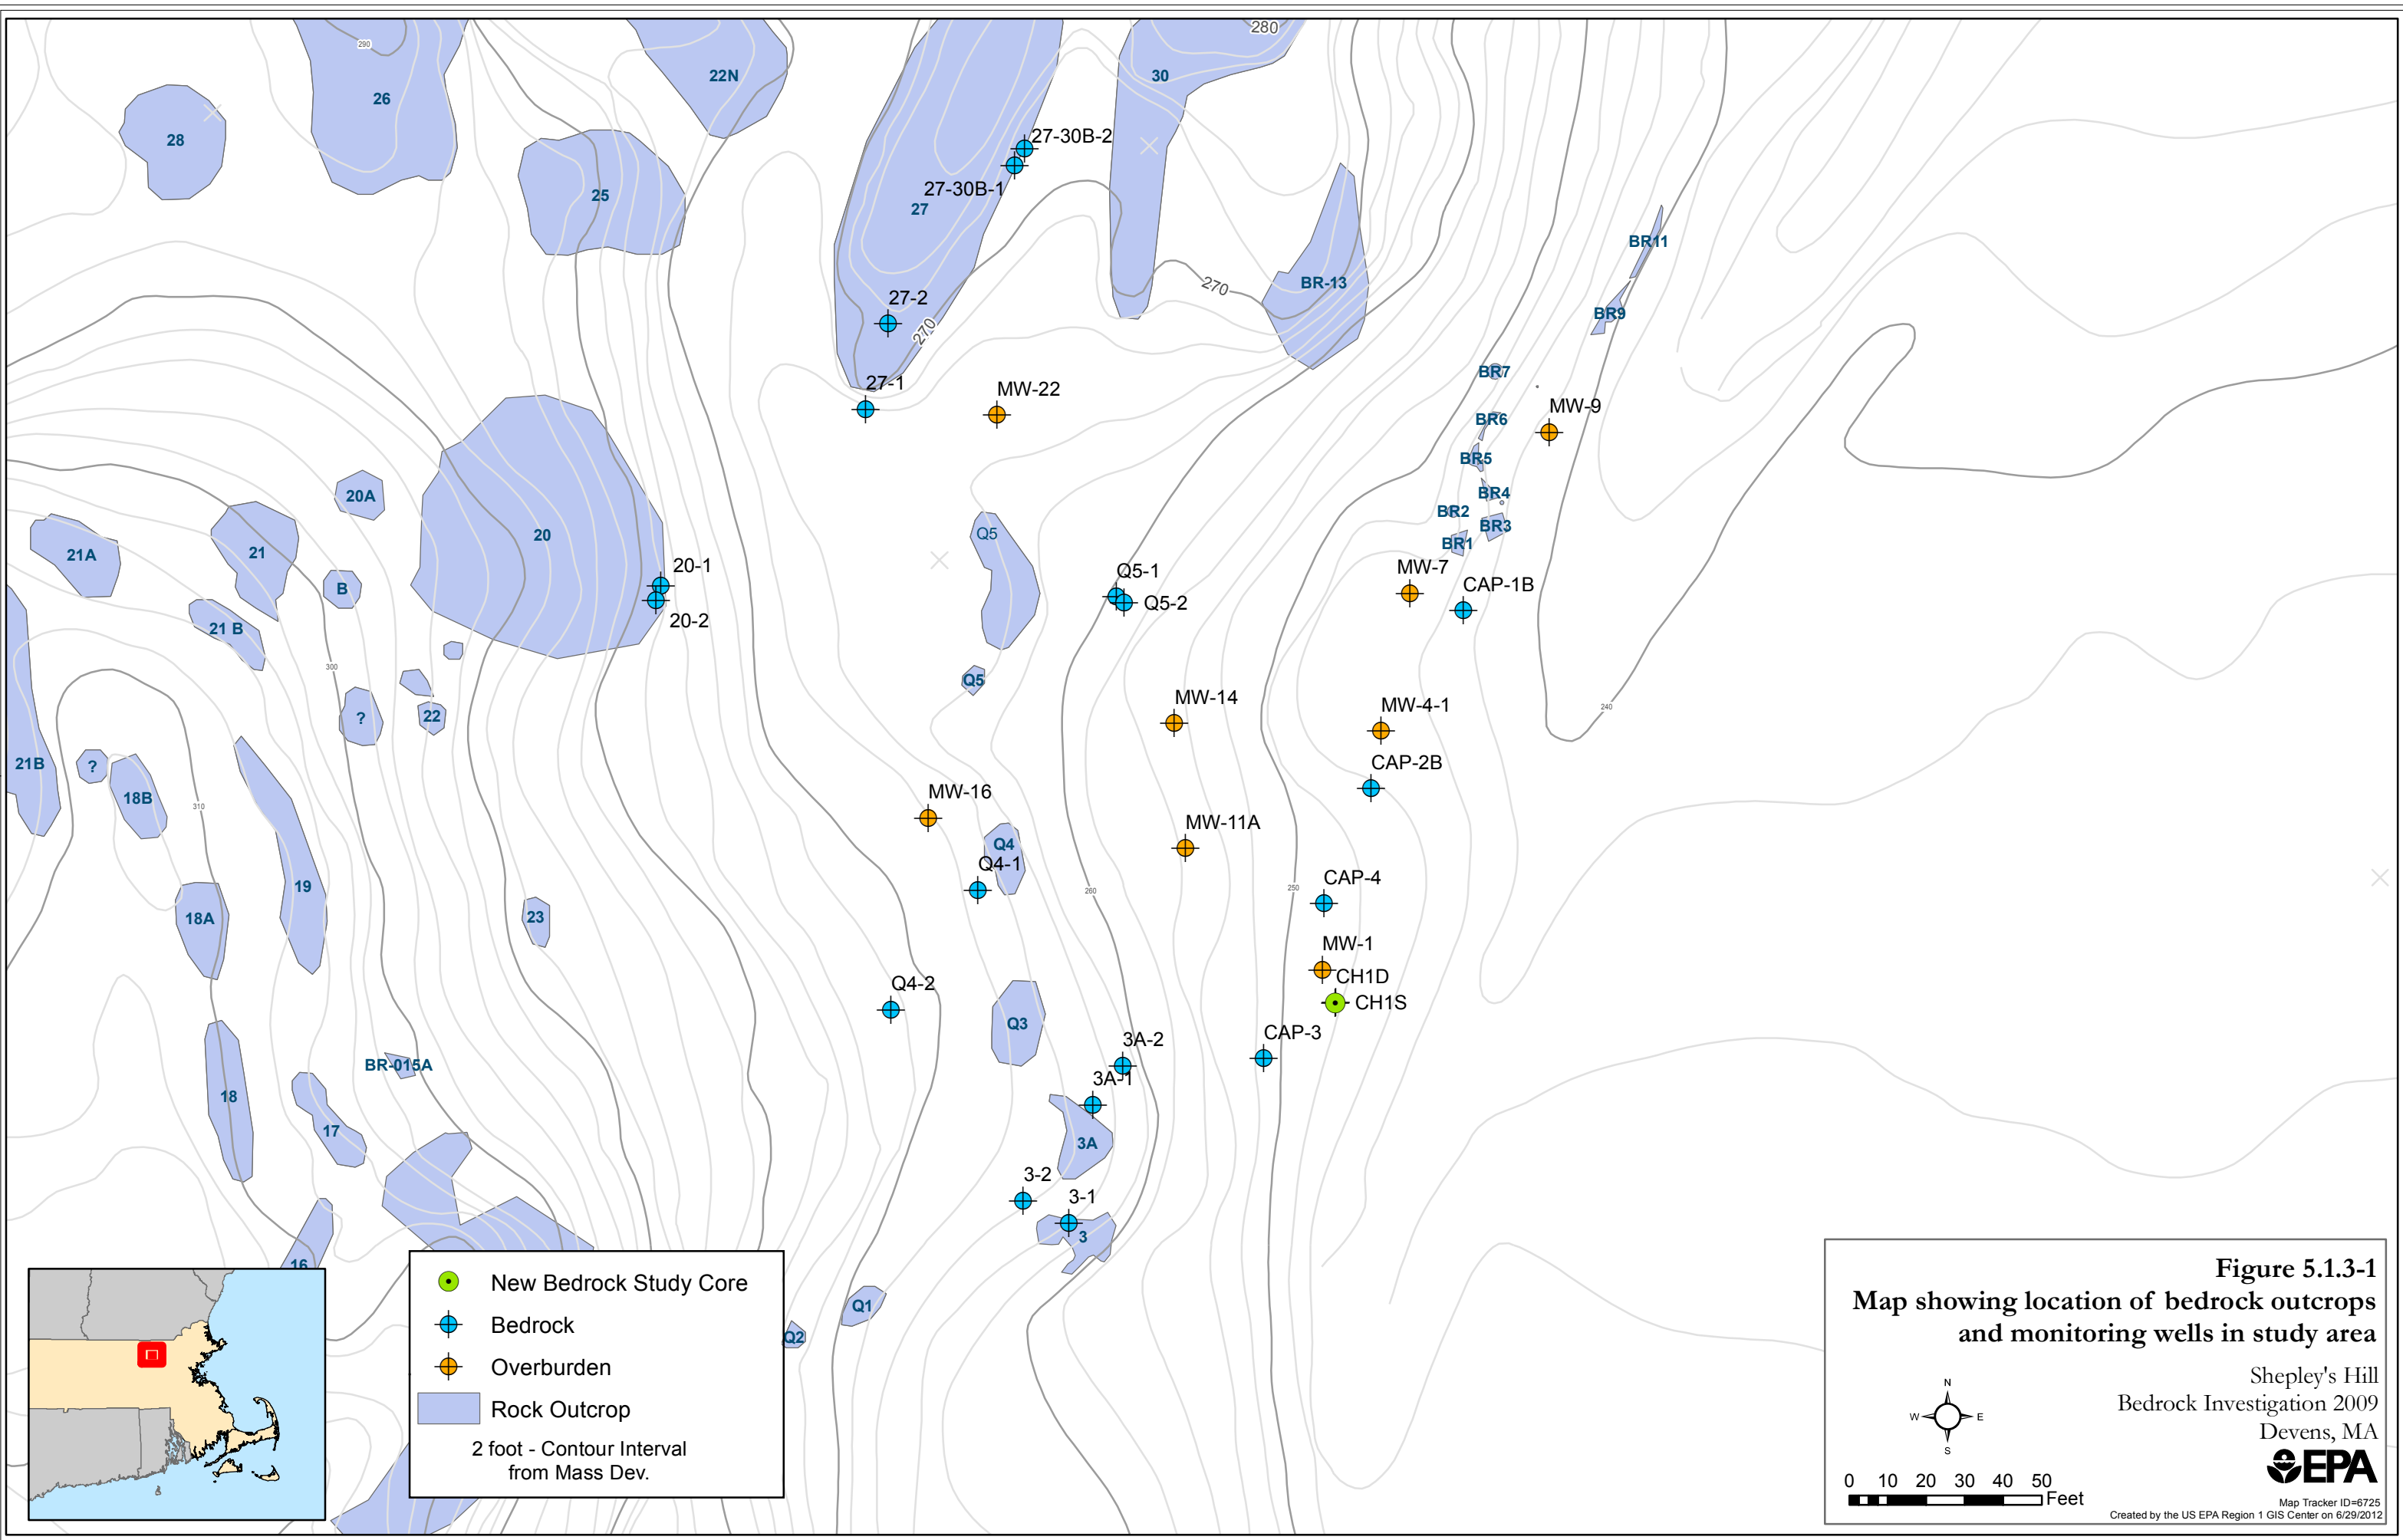 280
290
22N
30
26
27-30B-2
28
27-30B-1
25
27
BR11
BR-13
270
27-2
BR9
270
BR7
27-1
MW-22
MW-9
BR6
BR5
20A
BR4
BR2
BR3
Q5
20
21
21A
BR1
20-1
Q5-1
MW-7
CAP-1B
B
Q5-2
20-2
21 B
300
Q5
MW-14
MW-4-1
240
?
22
21B
?
CAP-2B
18B
MW-16
310
MW-11A
Q4
Q4-1
CAP-4
19
260
250
18A
23
MW-1
CH1D
Q4-2
CH1S
Q3
CAP-3
3A-2
BR-015A
3A-1
18
17
3A
3-2
3-1
3
16
Q1
Q2
New Bedrock Study Core
Bedrock
Overburden
Rock Outcrop
2 foot - Contour Interval
from Mass Dev.
Figure 5.1.3-1
Map showing location of bedrock outcrops
and monitoring wells in study area
Shepley's Hill
Bedrock Investigation 2009
Devens, MA
N
W E
S
EPA
0 10 20 30 40 50
Feet
Map Tracker ID=6725
Created by the US EPA Region 1 GIS Center on 6/29/2012